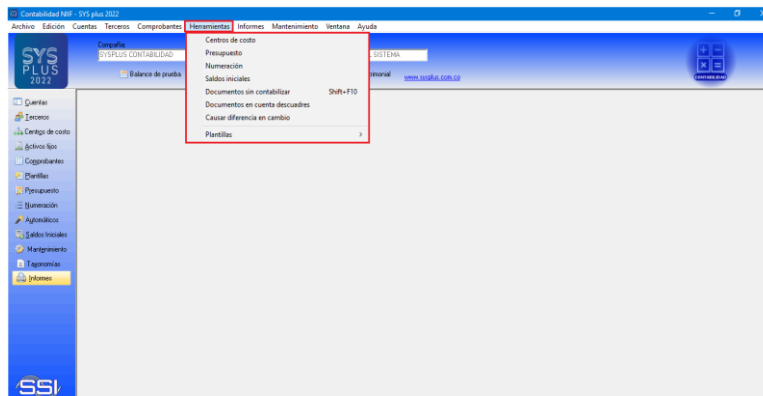 Contabilidad NIIF - SYS plus 2022
Archivo Edición Cuentas Terceros Comprobantes Herramientas Informes Mantenimiento Ventana Ayuda
SYS
PLUS
2022
Compañía
SYSPLUS CONTABILIDAD
L SISTEMA
Balance de prueba
www.sysplus.com.co
CONTABILIDAD
Centros de costo
Presupuesto
Numeración
Saldos iniciales
Documentos sin contabilizar Shift+F10
Documentos en cuenta descuadres
Causar diferencia en cambio
Plantillas
Cuentas
Terceros
Centros de costo
Activos fijos
Comprobantes
Plantillas
Presupuesto
Numeración
Automáticos
Saldos Iniciales
Mantenimiento
Taxonomías
Informes
SSI